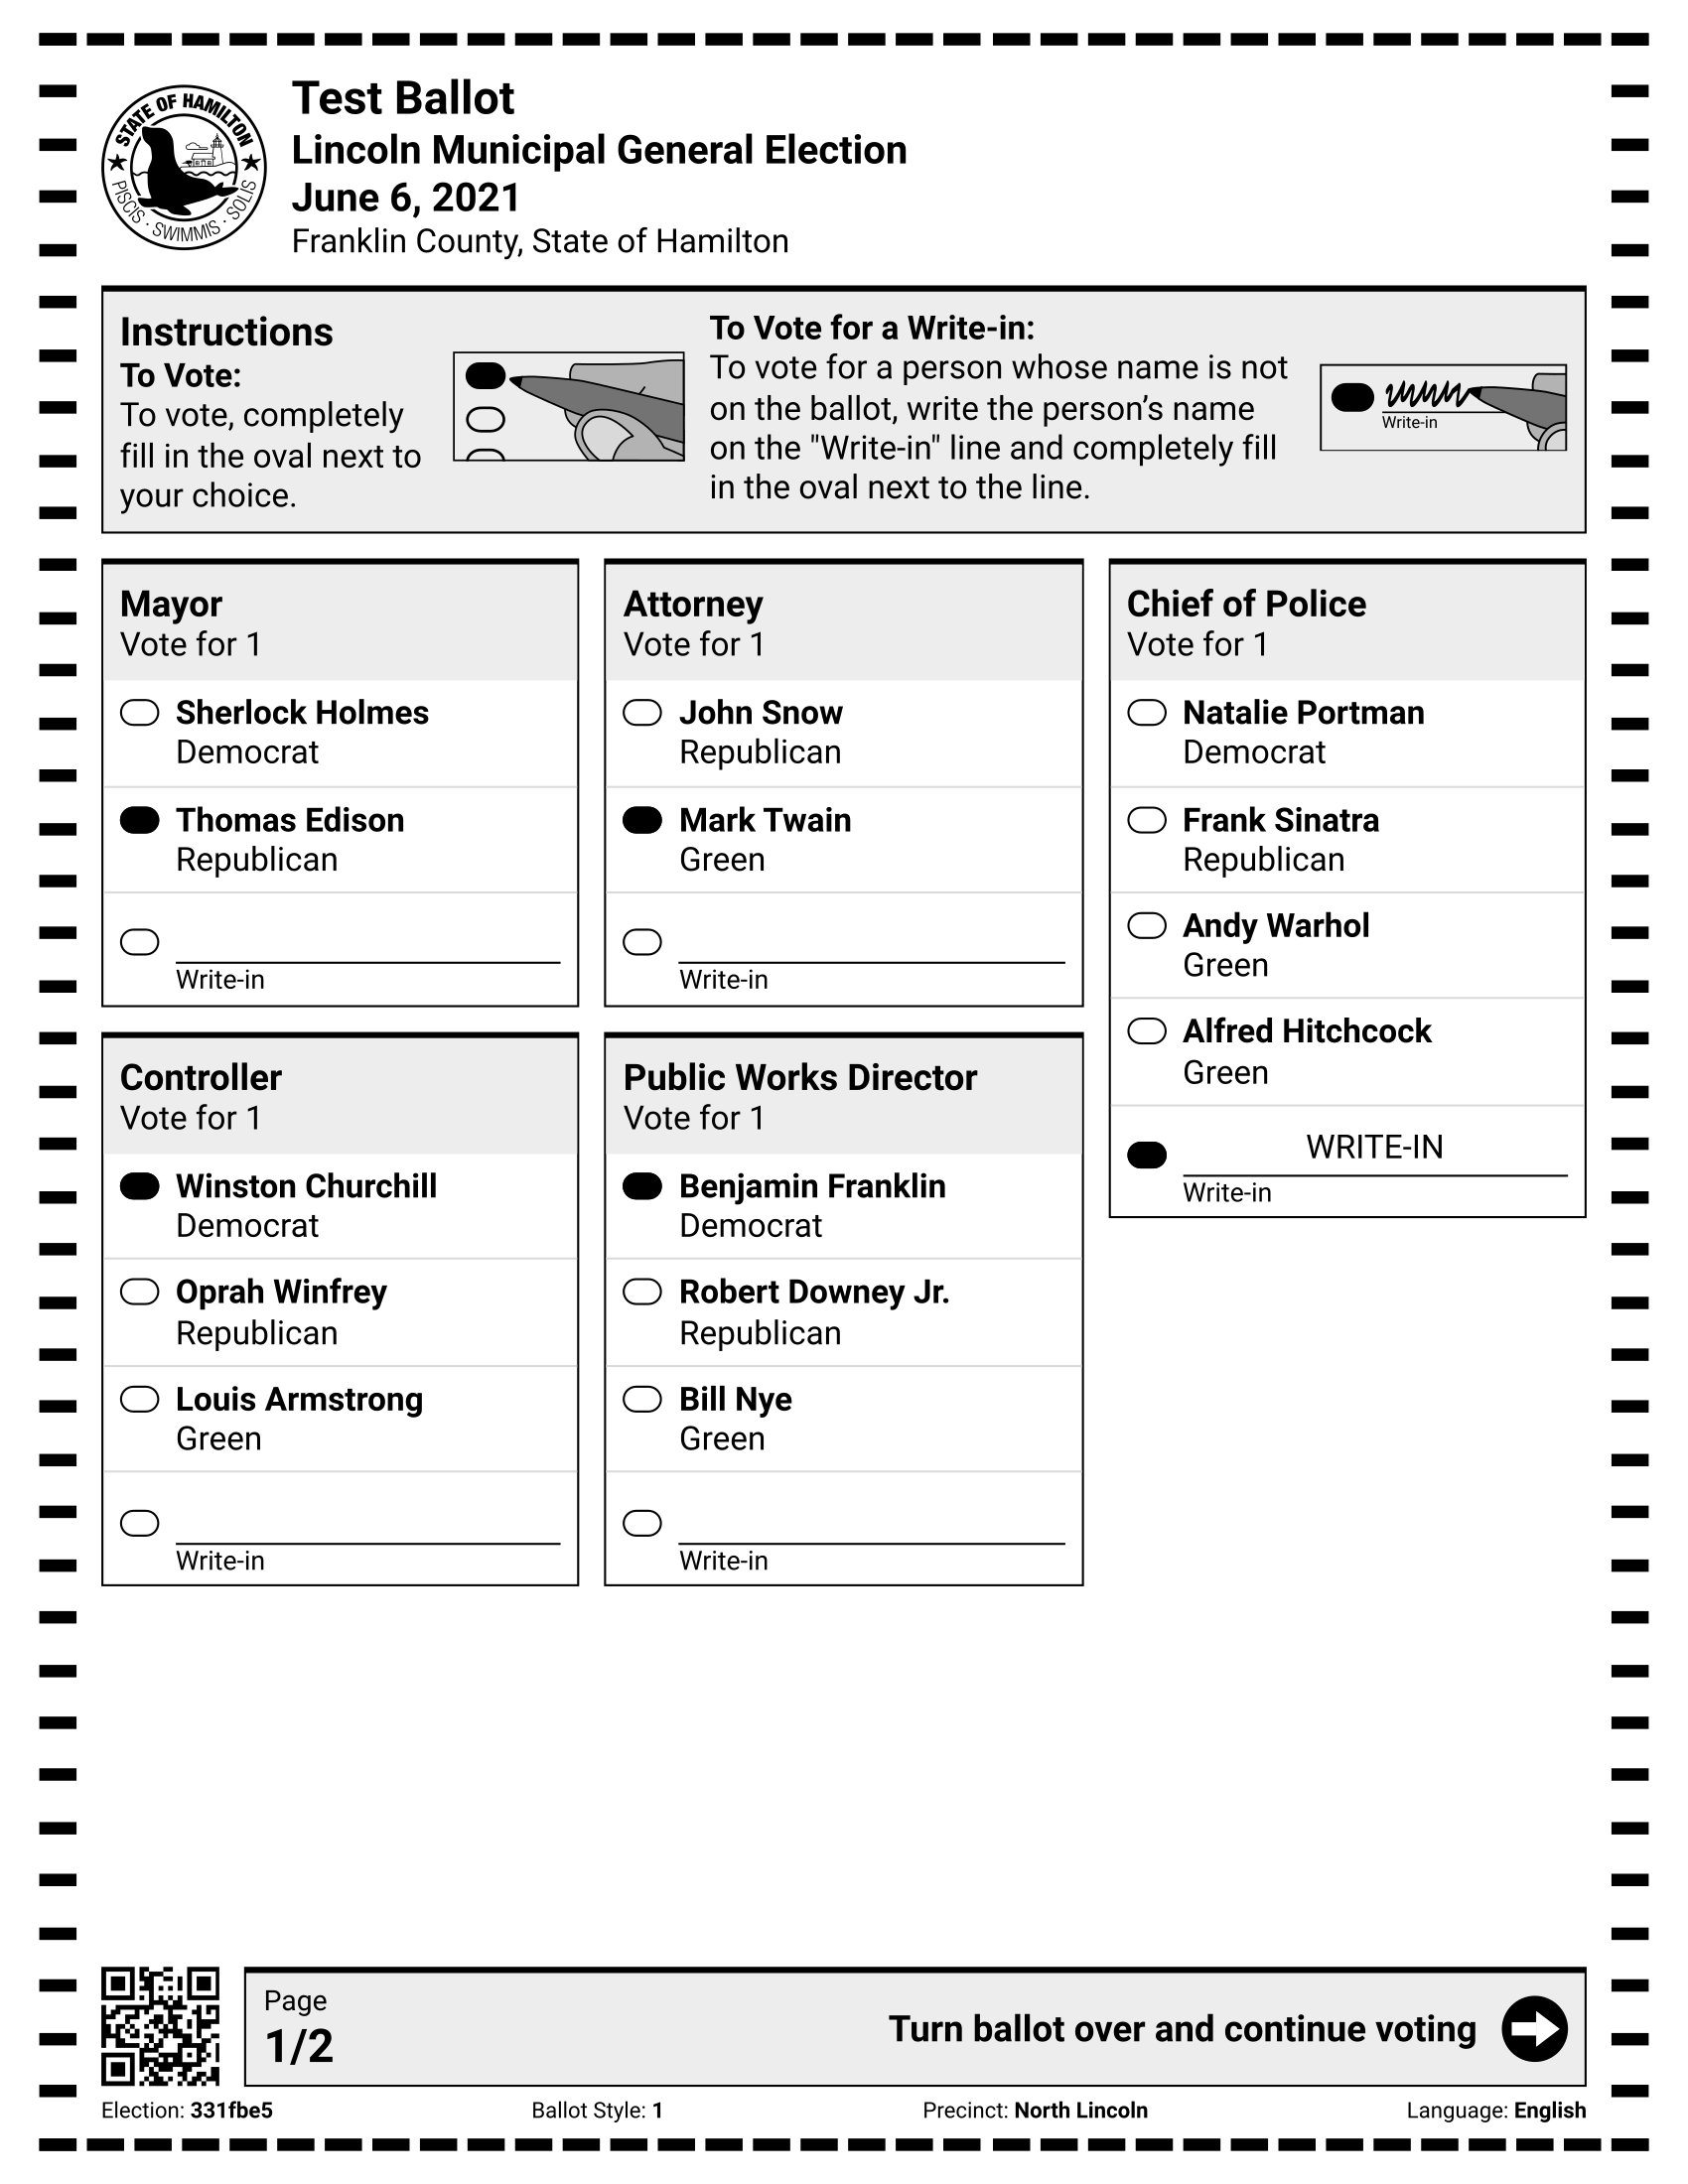 STATE OF HAMILTON
PISCIS · SWIMMIS · SOLIS
Test Ballot
Lincoln Municipal General Election
June 6, 2021
Franklin County, State of Hamilton
Instructions
To Vote:
To vote, completely
fill in the oval next to
your choice.
To Vote for a Write-in:
To vote for a person whose name is not
on the ballot, write the person’s name
on the "Write-in" line and completely fill
in the oval next to the line.
Write-in
Mayor
Vote for 1
Sherlock Holmes
Democrat
Thomas Edison
Republican
Write-in
Controller
Vote for 1
Winston Churchill
Democrat
Oprah Winfrey
Republican
Louis Armstrong
Green
Write-in
Attorney
Vote for 1
John Snow
Republican
Mark Twain
Green
Write-in
Public Works Director
Vote for 1
Benjamin Franklin
Democrat
Robert Downey Jr.
Republican
Bill Nye
Green
Write-in
Chief of Police
Vote for 1
Natalie Portman
Democrat
Frank Sinatra
Republican
Andy Warhol
Green
Alfred Hitchcock
Green
WRITE-IN
Write-in
Page
1/2
Turn ballot over and continue voting
Election: 331fbe5 Ballot Style: 1 Precinct: North Lincoln Language: English